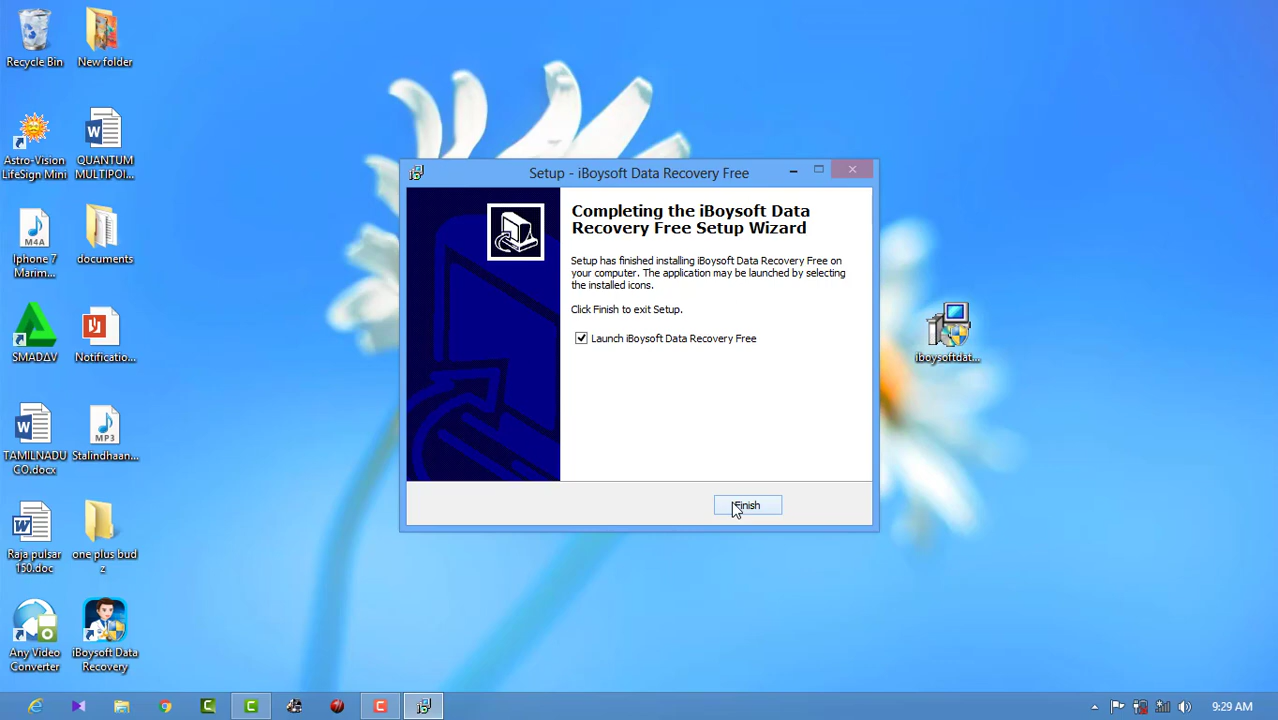 Recycle Bin
New folder
Astro-Vision
LifeSign Mini
QUANTUM
MULTIPOI...
M4A
Iphone 7
Marim...
documents
SMADΔV
Notificatio...
TAMILNADU
CO.docx
MP3
Stalindhaan...
Raja pulsar
150.doc
one plus bud
z
Any Video
Converter
iBoysoft Data
Recovery
Setup - iBoysoft Data Recovery Free
Completing the iBoysoft Data
Recovery Free Setup Wizard
Setup has finished installing iBoysoft Data Recovery Free on
your computer. The application may be launched by selecting
the installed icons.
Click Finish to exit Setup.
Launch iBoysoft Data Recovery Free
Finish
iboysoftdat...
9:29 AM